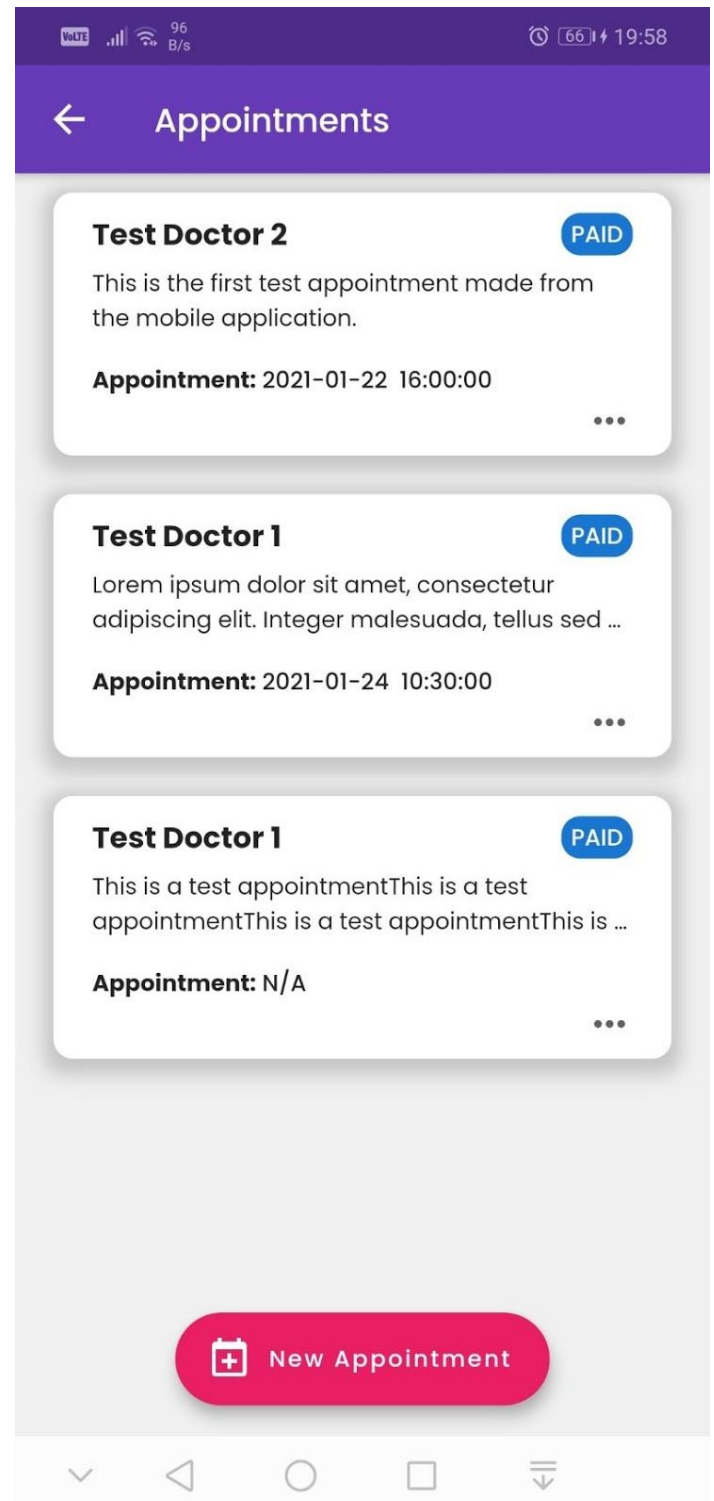 VoLTE 96 B/s 66 19:58
Appointments
Test Doctor 2 PAID
This is the first test appointment made from
the mobile application.
Appointment: 2021-01-22 16:00:00
Test Doctor 1 PAID
Lorem ipsum dolor sit amet, consectetur
adipiscing elit. Integer malesuada, tellus sed ...
Appointment: 2021-01-24 10:30:00
Test Doctor 1 PAID
This is a test appointmentThis is a test
appointmentThis is a test appointmentThis is ...
Appointment: N/A
New Appointment